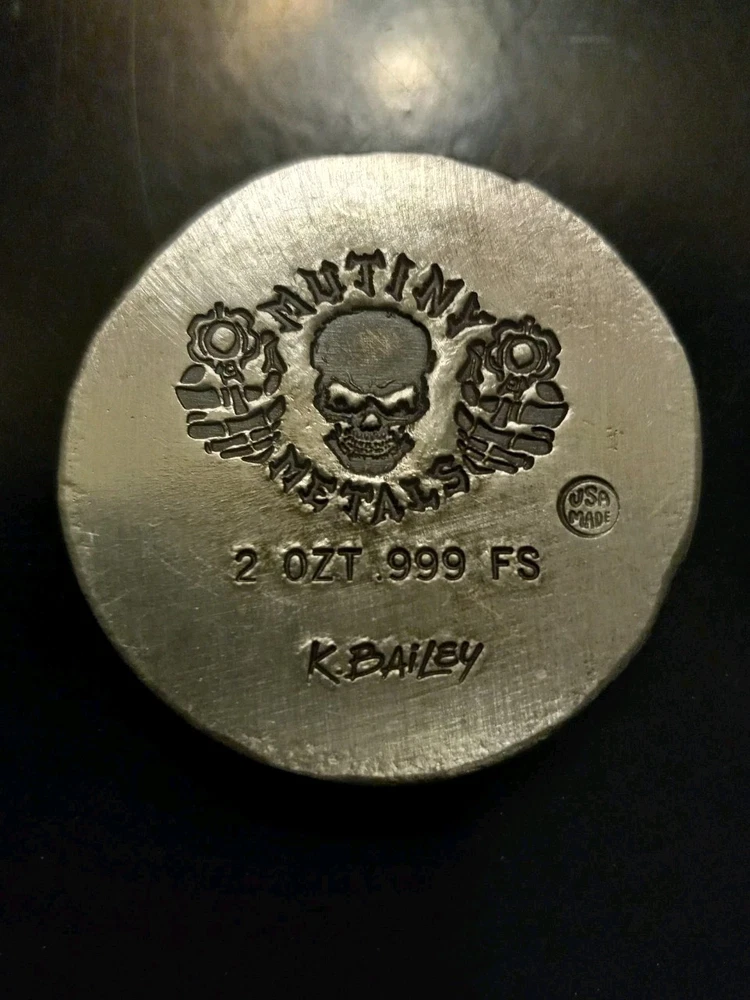 MUTINY
METALS
USA
MADE
2 OZT .999 FS
K.BAiLEY